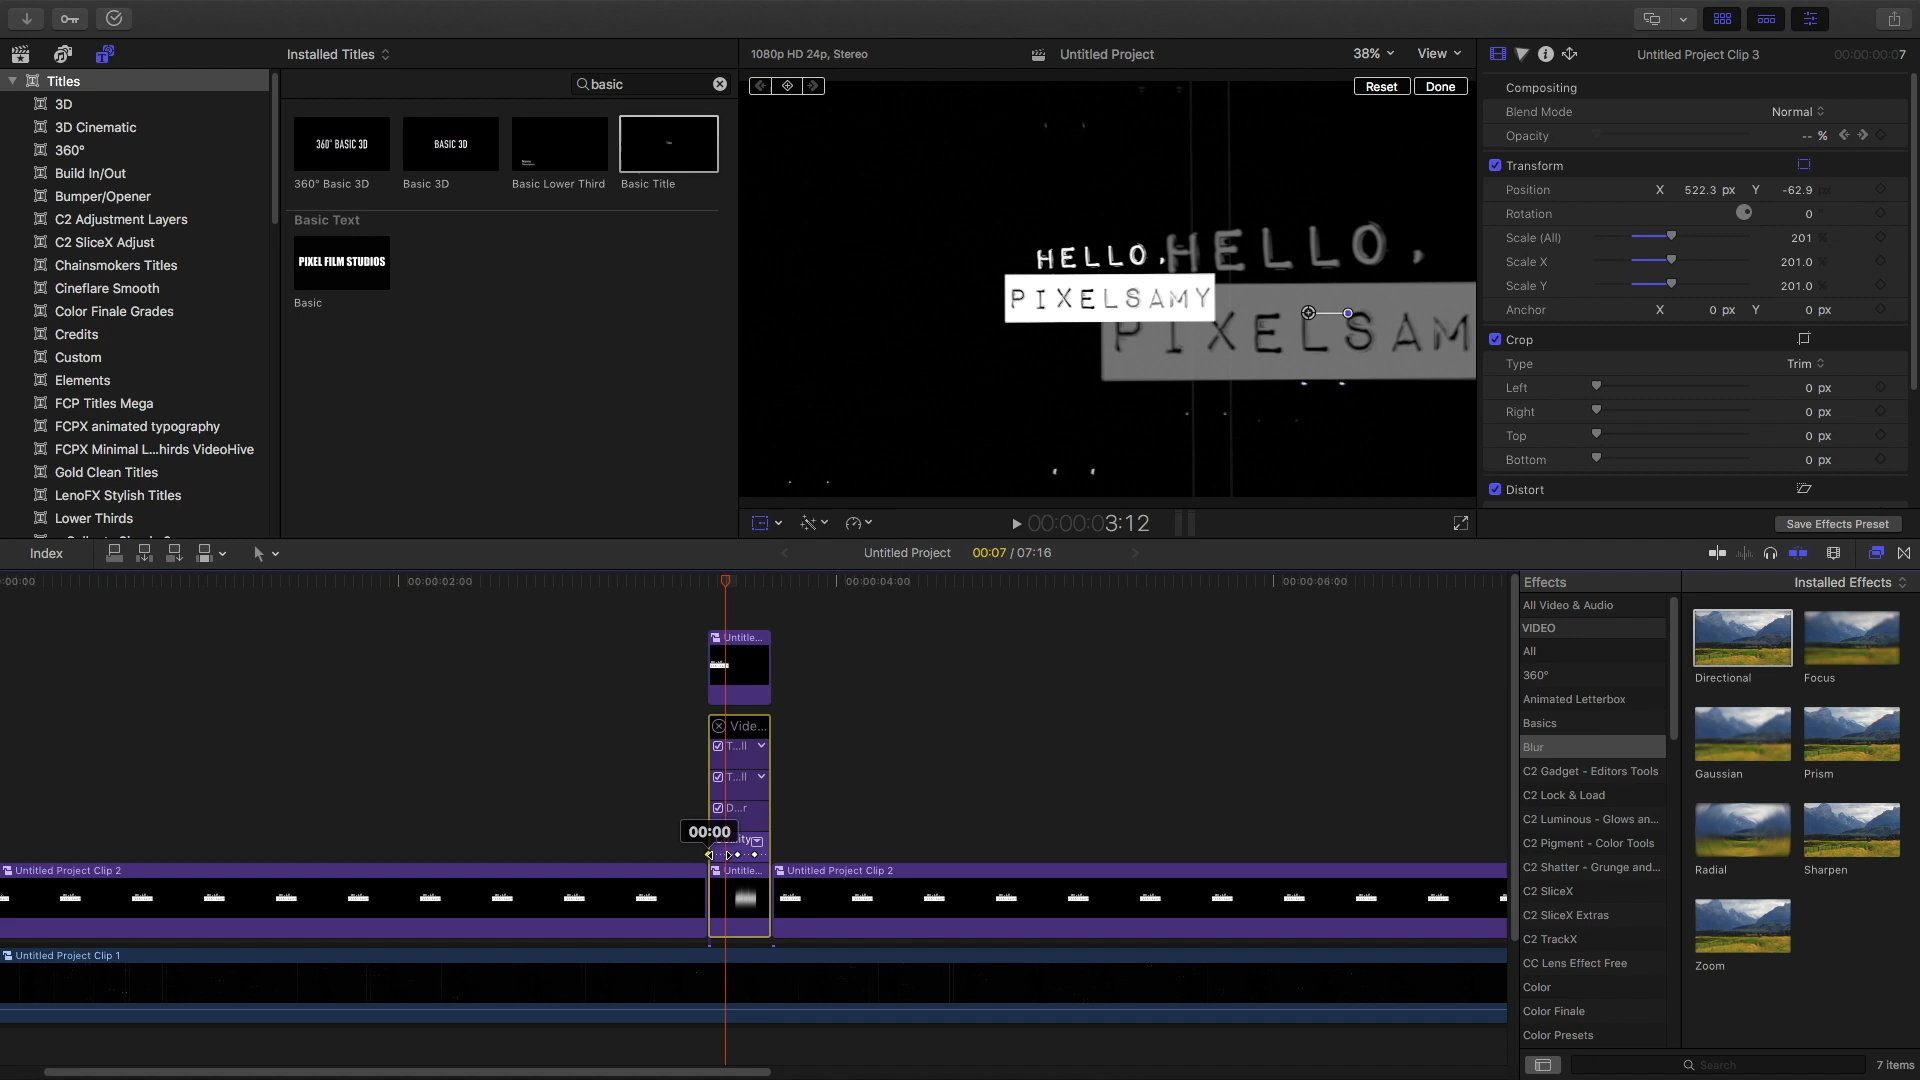 Installed Titles
1080p HD 24p, Stereo
Untitled Project
38%
View
Untitled Project Clip 3
00:00:00:07
Titles
3D
3D Cinematic
360°
Build In/Out
Bumper/Opener
C2 Adjustment Layers
C2 SliceX Adjust
Chainsmokers Titles
Cineflare Smooth
Color Finale Grades
Credits
Custom
Elements
FCP Titles Mega
FCPX animated typography
FCPX Minimal L...hirds VideoHive
Gold Clean Titles
LenoFX Stylish Titles
Lower Thirds
basic
360° BASIC 3D
BASIC 3D
360° Basic 3D
Basic 3D
Basic Lower Third
Basic Title
Basic Text
PIXEL FILM STUDIOS
Basic
Reset
Done
HELLO,
HELLO,
PIXELSAMY
PIXELSAM
00:00:03:12
Compositing
Blend Mode
Normal
Opacity
-- %
Transform
Position
X
522.3 px
Y
-62.9 px
Rotation
0 °
Scale (All)
201 %
Scale X
201.0 %
Scale Y
201.0 %
Anchor
X
0 px
Y
0 px
Crop
Type
Trim
Left
0 px
Right
0 px
Top
0 px
Bottom
0 px
Distort
Save Effects Preset
Index
Untitled Project
00:07 / 07:16
:00:00
00:00:02:00
00:00:04:00
00:00:06:00
Untitle...
Vide...
T...ll
T...ll
D...r
00:00
Untitled Project Clip 2
Untitle...
Untitled Project Clip 2
Untitled Project Clip 1
Effects
Installed Effects
All Video & Audio
VIDEO
All
360°
Animated Letterbox
Basics
Blur
C2 Gadget - Editors Tools
C2 Lock & Load
C2 Luminous - Glows an...
C2 Pigment - Color Tools
C2 Shatter - Grunge and...
C2 SliceX
C2 SliceX Extras
C2 TrackX
CC Lens Effect Free
Color
Color Finale
Color Presets
Directional
Focus
Gaussian
Prism
Radial
Sharpen
Zoom
Search
7 items